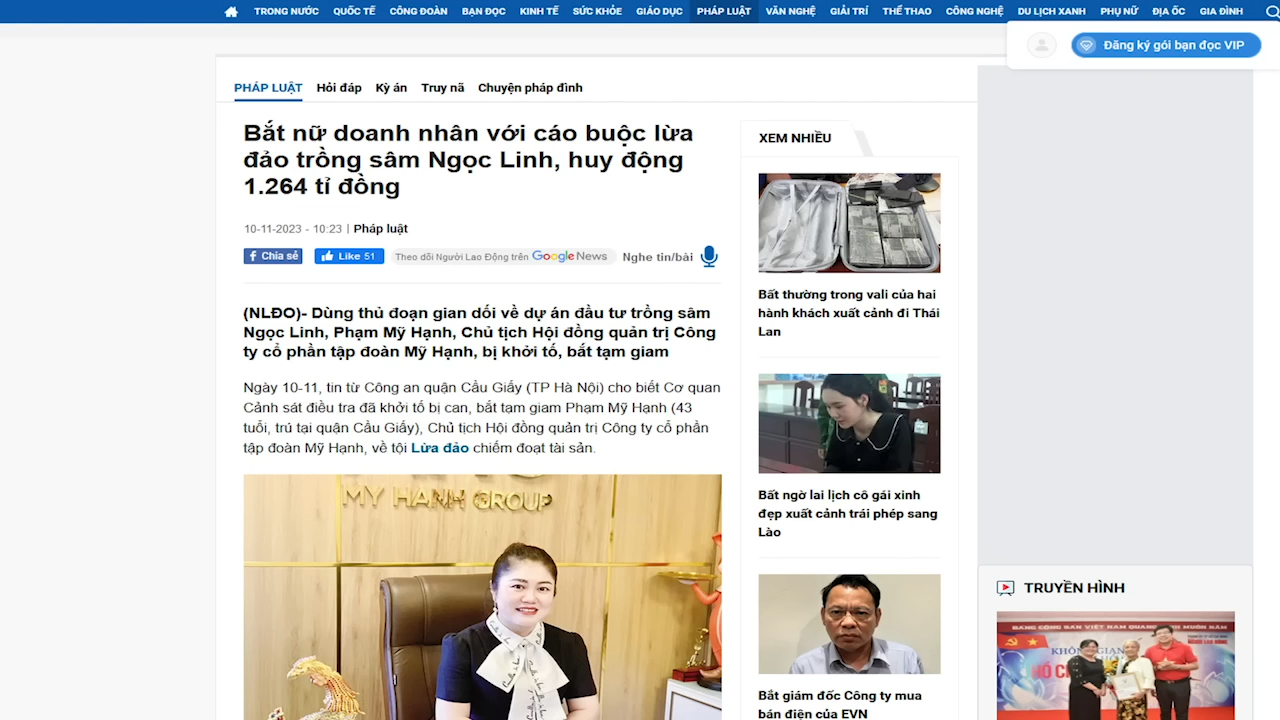 TRONG NƯỚC QUỐC TẾ CÔNG ĐOÀN BẠN ĐỌC KINH TẾ SỨC KHỎE GIÁO DỤC PHÁP LUẬT VĂN NGHỆ GIẢI TRÍ THỂ THAO CÔNG NGHỆ DU LỊCH XANH PHỤ NỮ ĐỊA ỐC GIA ĐÌNH
Đăng ký gói bạn đọc VIP
PHÁP LUẬT Hỏi đáp Kỳ án Truy nã Chuyện pháp đình
Bắt nữ doanh nhân với cáo buộc lừa
đảo trồng sâm Ngọc Linh, huy động
1.264 tỉ đồng
10-11-2023 - 10:23 | Pháp luật
Chia sẻ Like 51 Theo dõi Người Lao Động trên Google News Nghe tin/bài
(NLĐO)- Dùng thủ đoạn gian dối về dự án đầu tư trồng sâm
Ngọc Linh, Phạm Mỹ Hạnh, Chủ tịch Hội đồng quản trị Công
ty cổ phần tập đoàn Mỹ Hạnh, bị khởi tố, bắt tạm giam
Ngày 10-11, tin từ Công an quận Cầu Giấy (TP Hà Nội) cho biết Cơ quan
Cảnh sát điều tra đã khởi tố bị can, bắt tạm giam Phạm Mỹ Hạnh (43
tuổi, trú tại quận Cầu Giấy), Chủ tịch Hội đồng quản trị Công ty cổ phần
tập đoàn Mỹ Hạnh, về tội Lừa đảo chiếm đoạt tài sản.
MY HANH GROUP
XEM NHIỀU
Bất thường trong vali của hai
hành khách xuất cảnh đi Thái
Lan
Bất ngờ lai lịch cô gái xinh
đẹp xuất cảnh trái phép sang
Lào
Bắt giám đốc Công ty mua
bán điện của EVN
TRUYỀN HÌNH
ĐẢNG CỘNG SẢN VIỆT NAM QUANG VINH MUÔN NĂM
KHÔNG GIAN